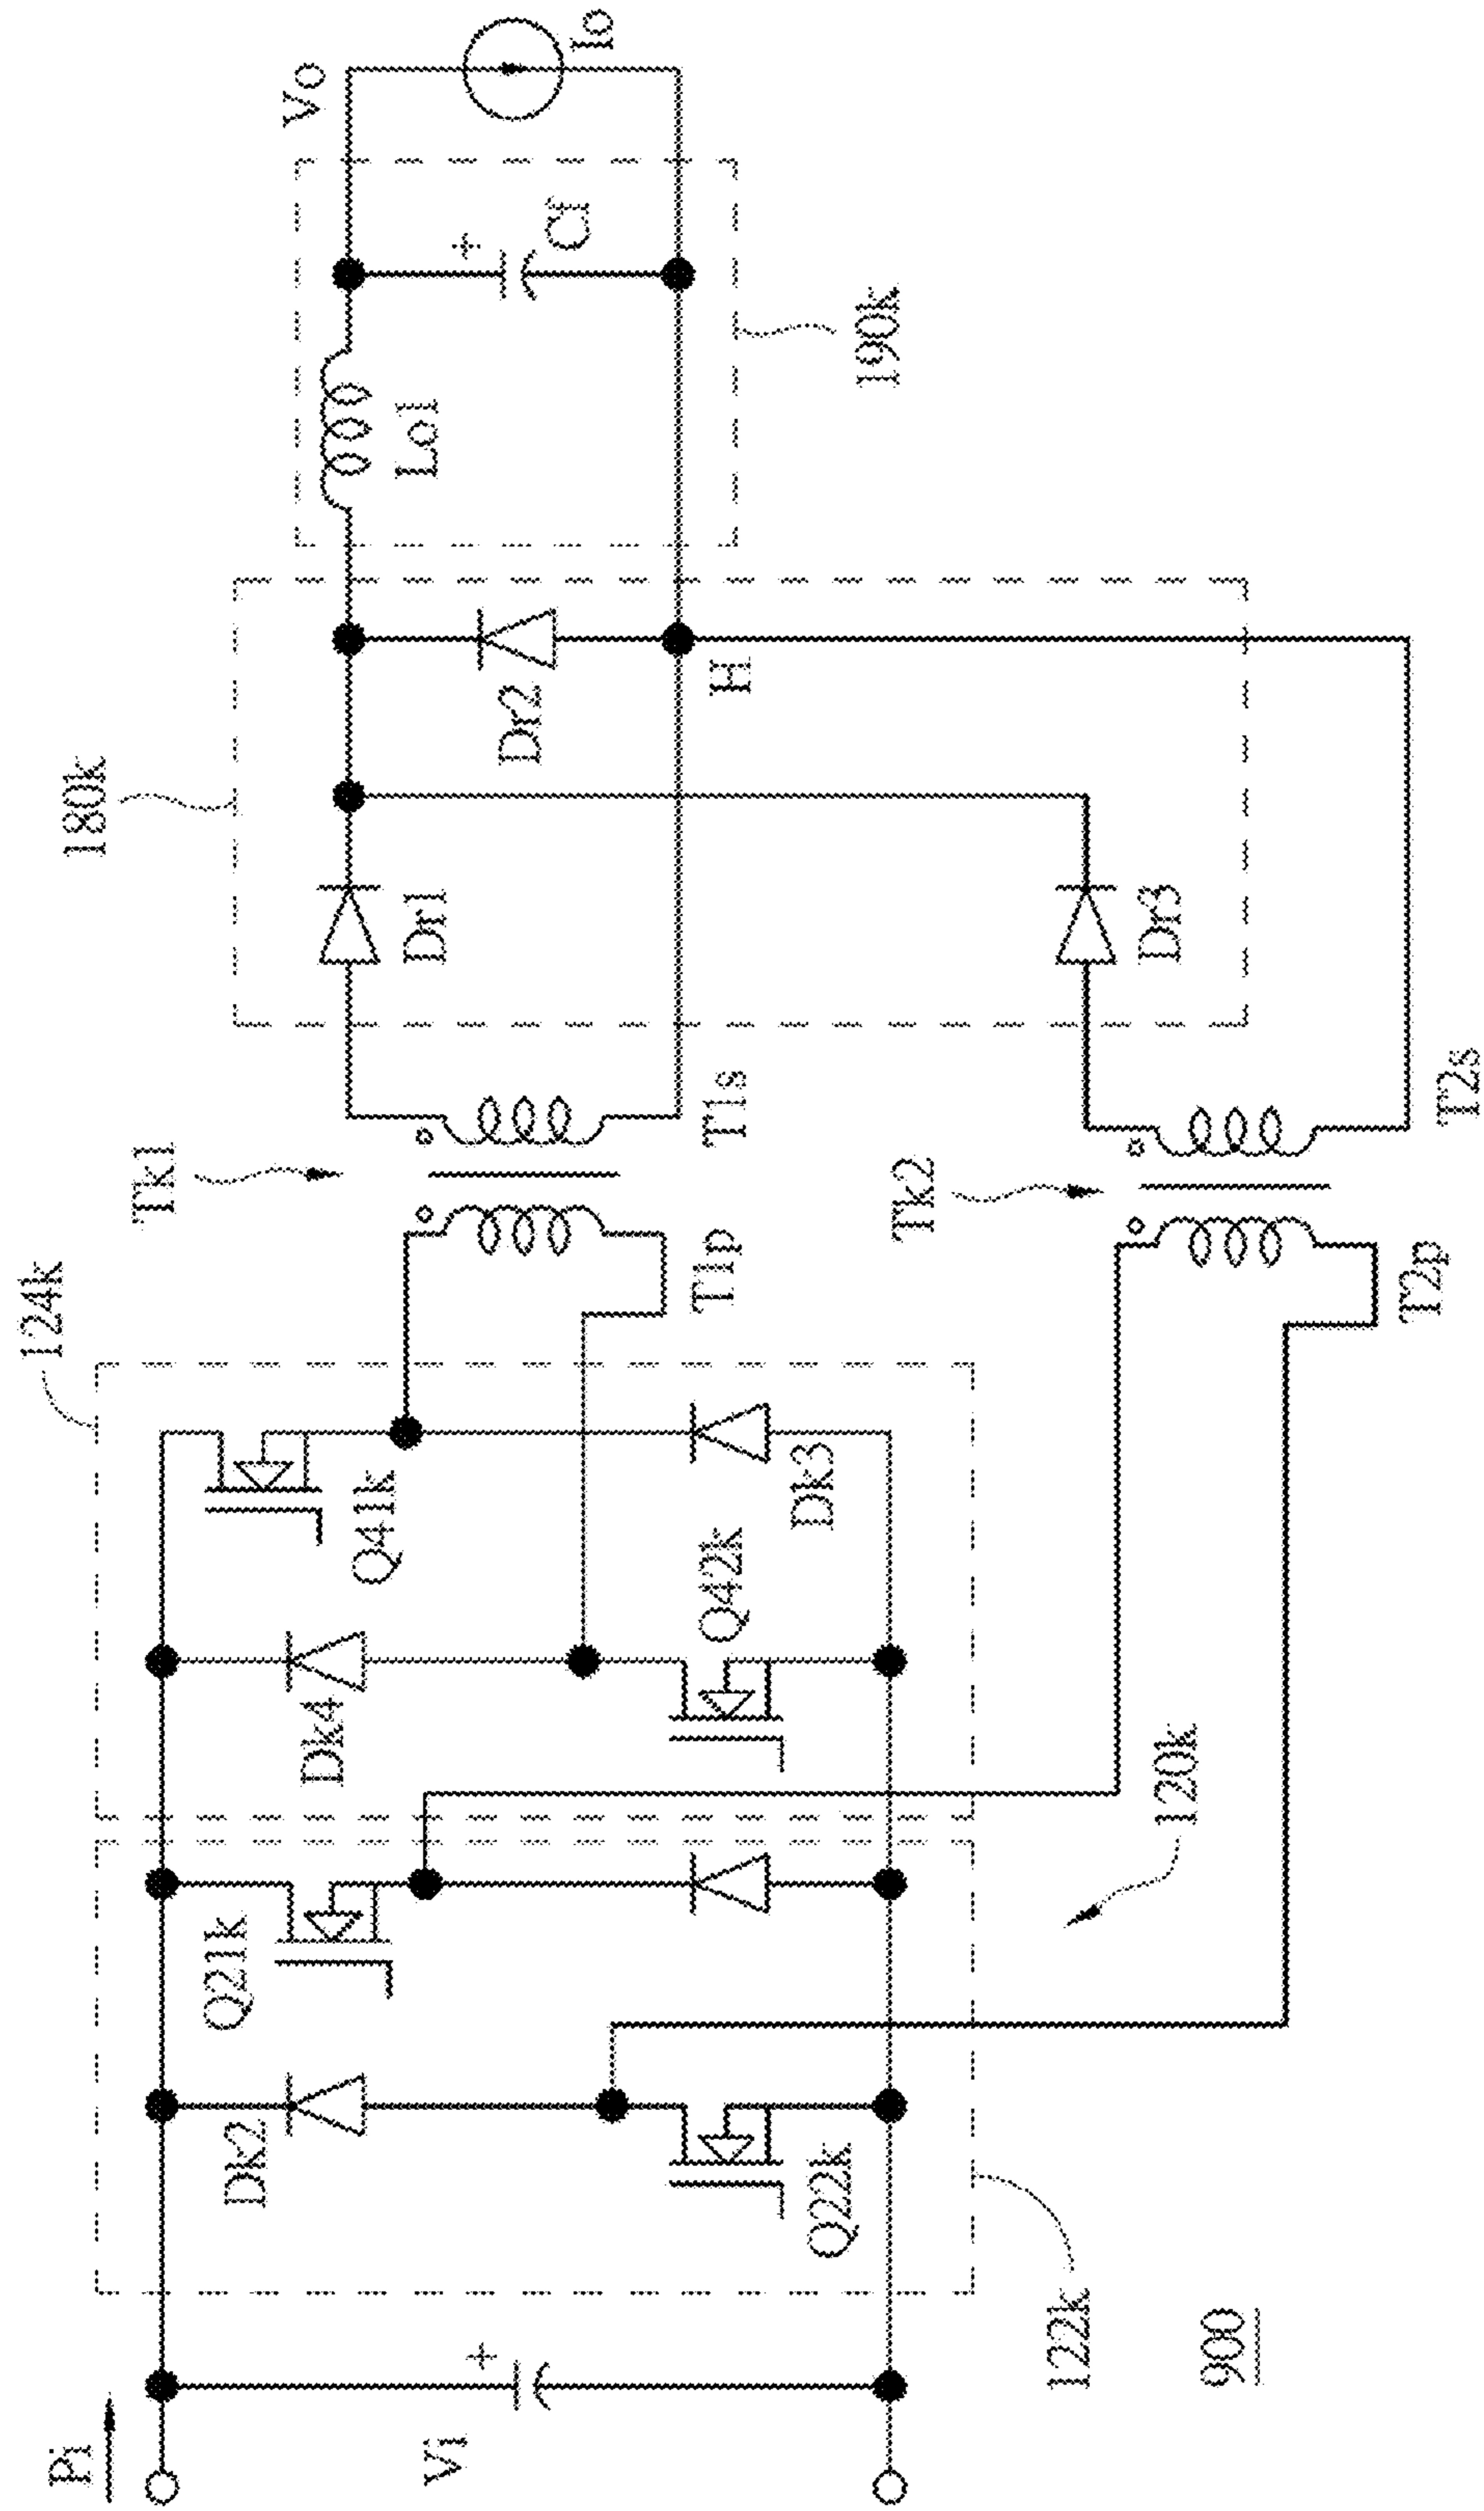 Pi
Vi
+
Dk2
Q22k
Q21k
122k
900
120k
Dk4
Q42k
Q41k
Dk3
124k
Tk1
T1p
T1s
Tk2
T2p
T2s
180k
Dr1
Dr2
Dr3
H
Lo1
+
Cf
190k
Vo
Io